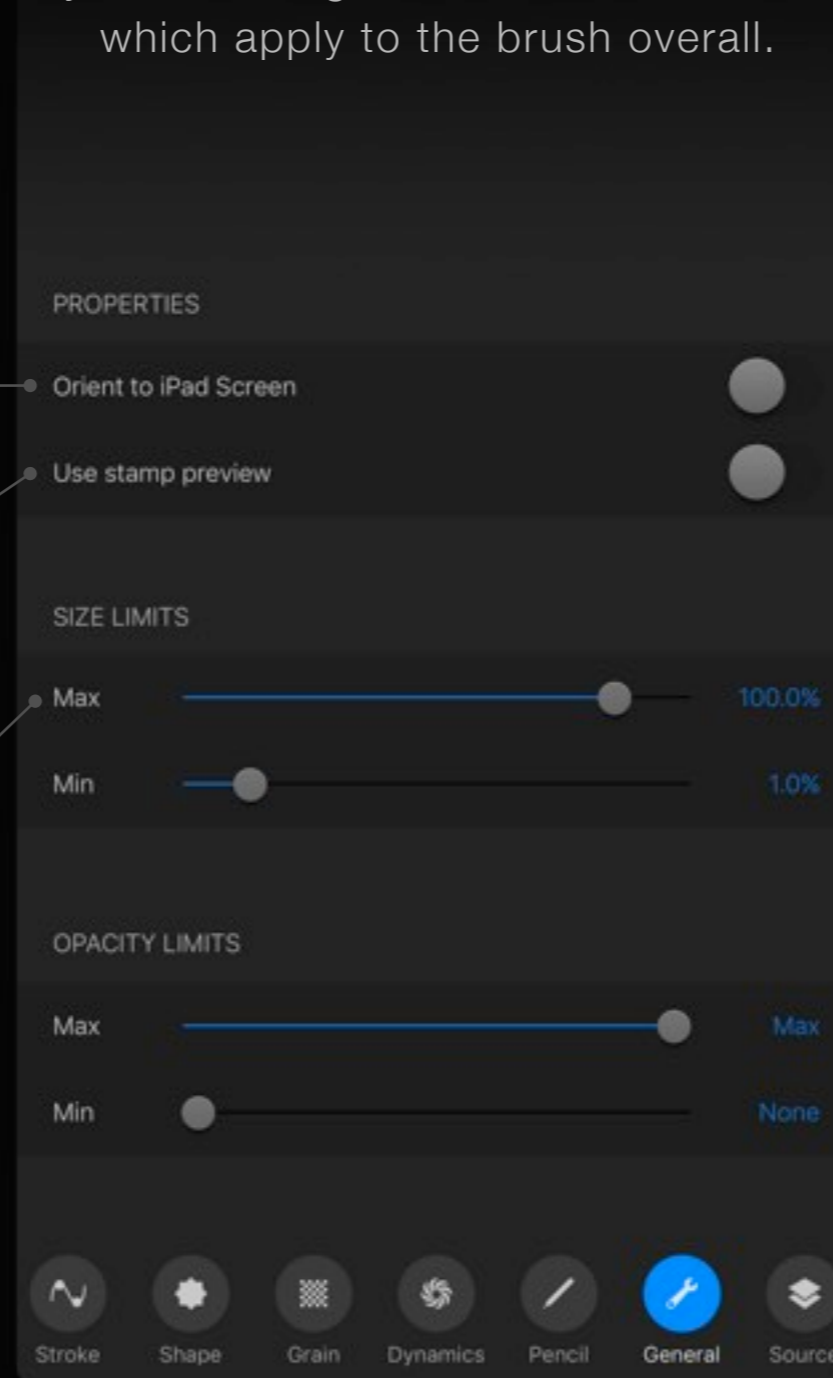 which apply to the brush overall.
PROPERTIES
Orient to iPad Screen
Use stamp preview
SIZE LIMITS
Max 100.0%
Min 1.0%
OPACITY LIMITS
Max Max
Min None
Stroke Shape Grain Dynamics Pencil General Source